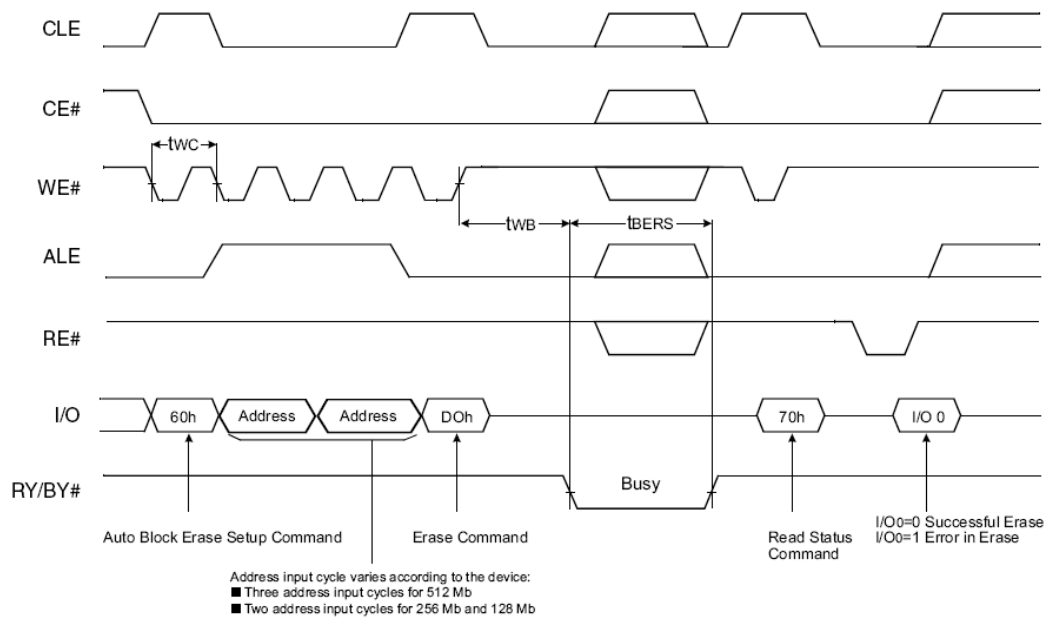 CLE
CE#
tWC
WE#
tWB
tBERS
ALE
RE#
I/O
60h
Address
Address
DOh
70h
I/O 0
RY/BY#
Busy
Auto Block Erase Setup Command
Erase Command
Read Status
Command
I/O0=0 Successful Erase
I/O0=1 Error in Erase
Address input cycle varies according to the device:
■ Three address input cycles for 512 Mb
■ Two address input cycles for 256 Mb and 128 Mb